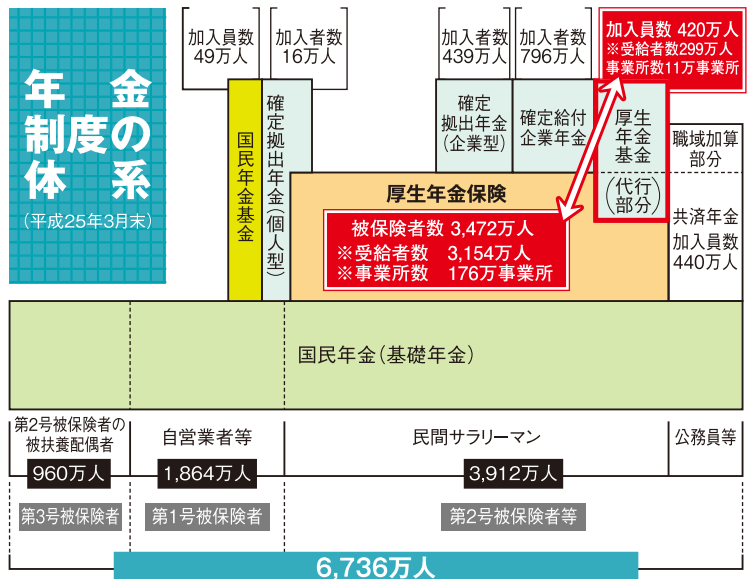 年金
制度の
体系
（平成25年3月末）
加入員数
49万人
加入者数
16万人
加入者数
439万人
加入者数
796万人
加入員数 420万人
※受給者数299万人
事業所数11万事業所
国民年金基金
確定拠出年金（個人型）
確定
拠出年金
（企業型）
確定給付
企業年金
厚生
年金
基金
（代行
部分）
職域加算
部分
厚生年金保険
被保険者数 3,472万人
※受給者数 3,154万人
※事業所数 176万事業所
共済年金
加入員数
440万人
国民年金（基礎年金）
第2号被保険者の
被扶養配偶者
自営業者等
民間サラリーマン
公務員等
960万人
1,864万人
3,912万人
第3号被保険者
第1号被保険者
第2号被保険者等
6,736万人